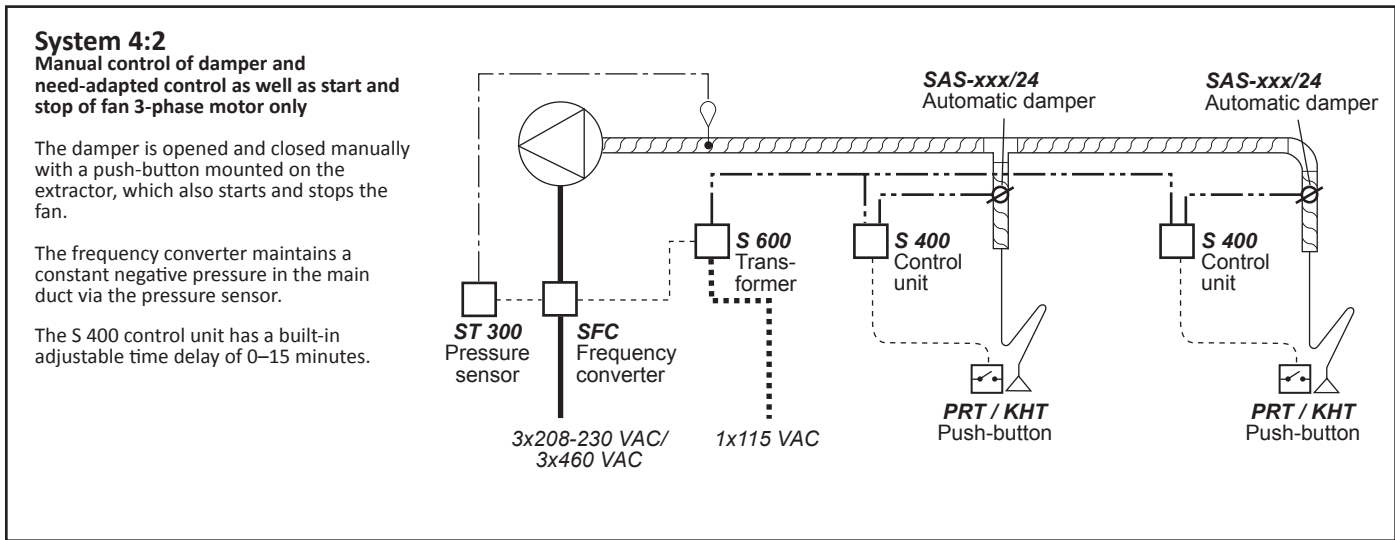 System 4:2
Manual control of damper and
need-adapted control as well as start and
stop of fan 3-phase motor only
The damper is opened and closed manually
with a push-button mounted on the
extractor, which also starts and stops the
fan.
The frequency converter maintains a
constant negative pressure in the main
duct via the pressure sensor.
The S 400 control unit has a built-in
adjustable time delay of 0–15 minutes.
SAS-xxx/24
Automatic damper
SAS-xxx/24
Automatic damper
S 600
Trans-
former
S 400
Control
unit
S 400
Control
unit
ST 300
Pressure
sensor
SFC
Frequency
converter
PRT / KHT
Push-button
PRT / KHT
Push-button
3x208-230 VAC/
3x460 VAC
1x115 VAC